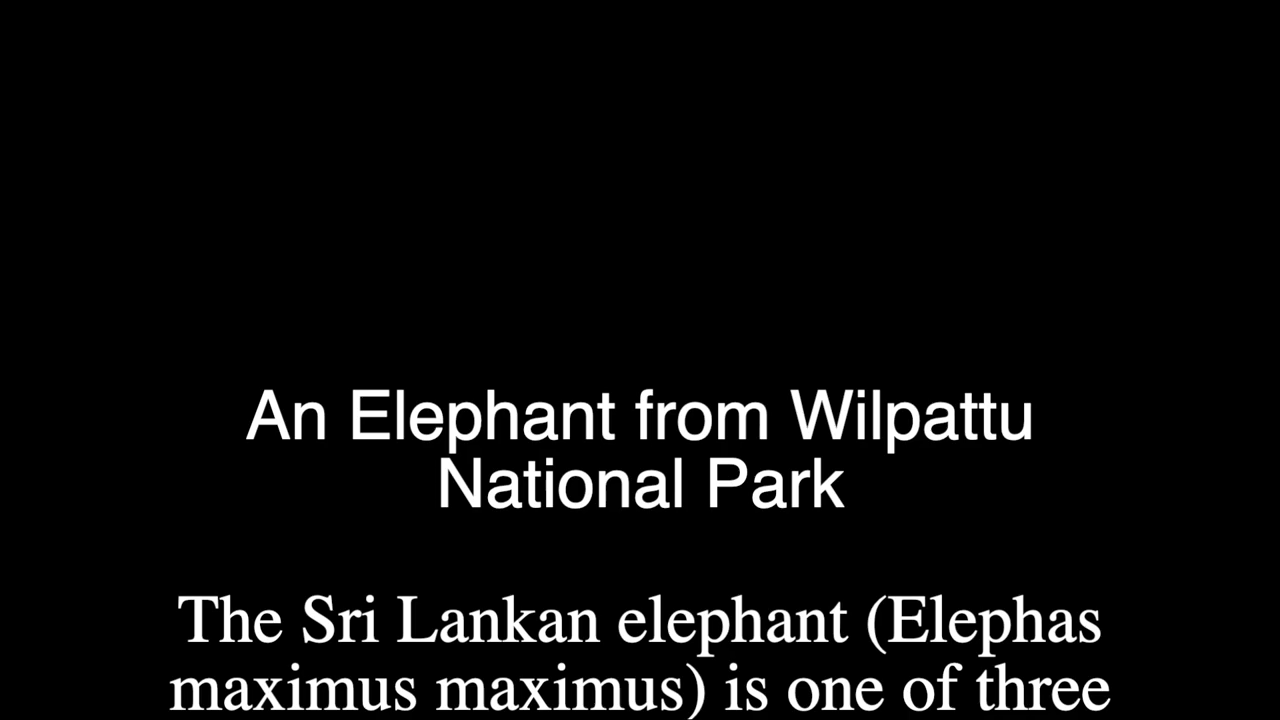 An Elephant from Wilpattu
National Park
The Sri Lankan elephant (Elephas
maximus maximus) is one of three